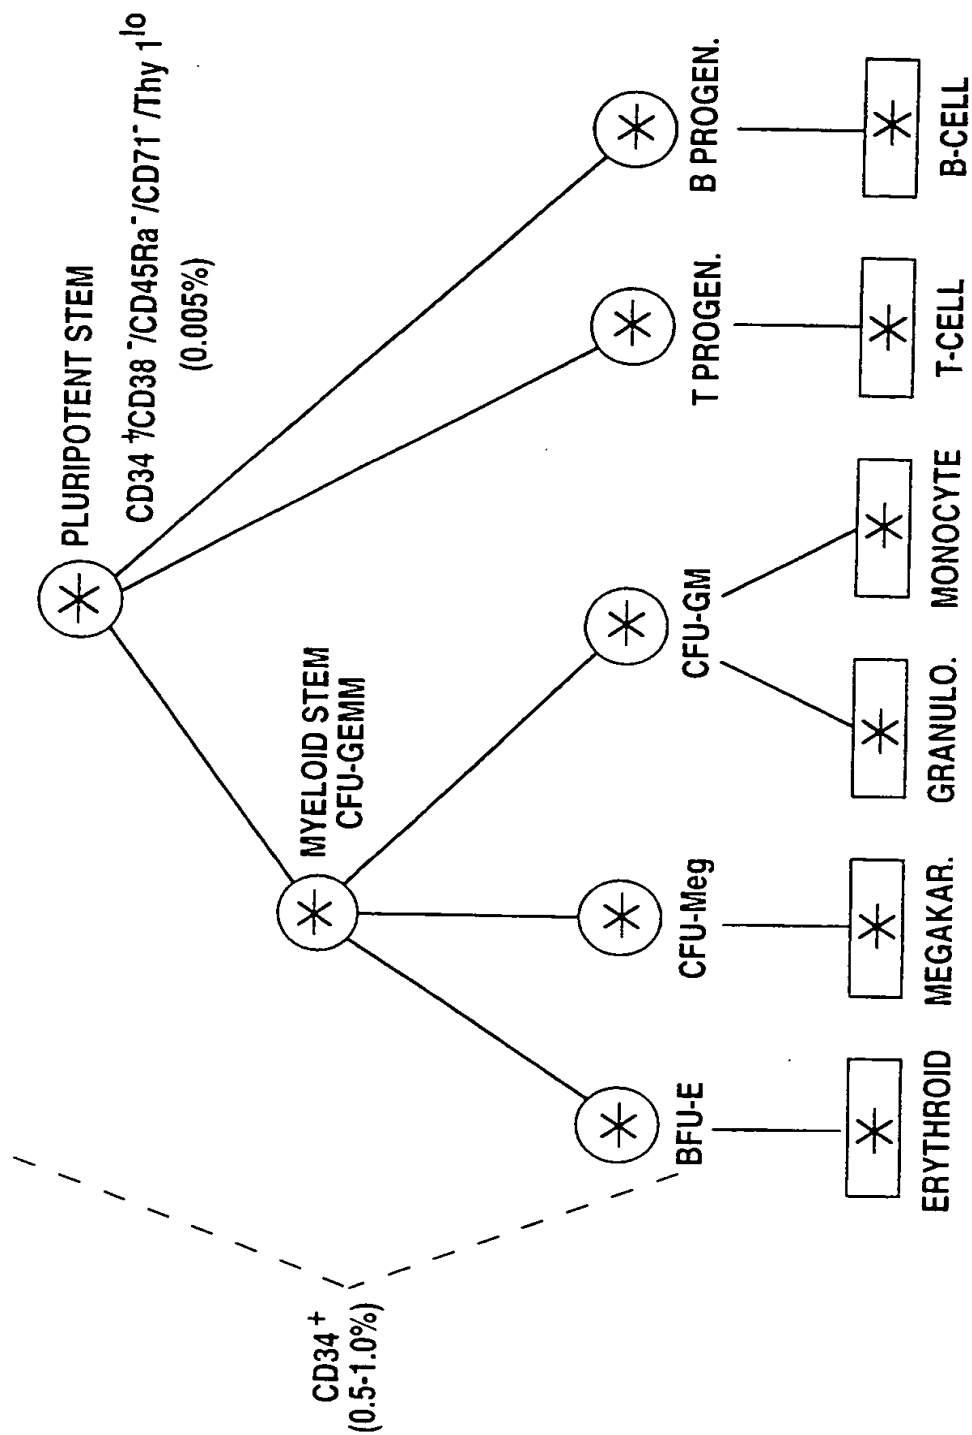 PLURIPOTENT STEM
CD34⁺/CD38⁻/CD45Ra⁻/CD71⁻/Thy 1ˡᵒ
(0.005%)
MYELOID STEM
CFU-GEMM
CD34⁺
(0.5-1.0%)
BFU-E
CFU-Meg
CFU-GM
T PROGEN.
B PROGEN.
ERYTHROID
MEGAKAR.
GRANULO.
MONOCYTE
T-CELL
B-CELL